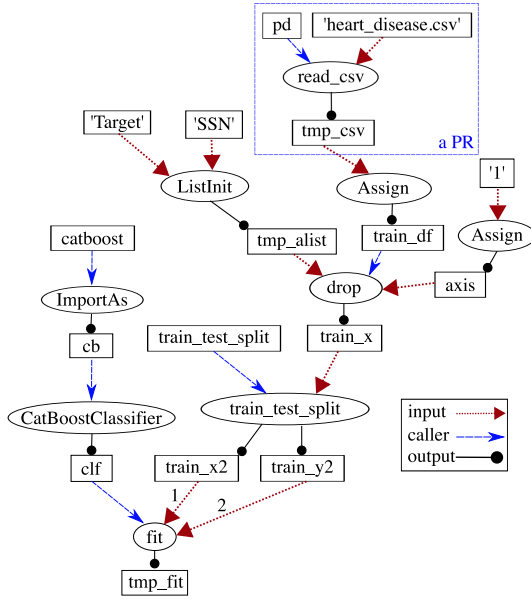 pd
'heart_disease.csv'
read_csv
tmp_csv
a PR
'Target'
'SSN'
'1'
ListInit
Assign
catboost
tmp_alist
train_df
Assign
ImportAs
drop
axis
cb
train_test_split
train_x
CatBoostClassifier
train_test_split
input
caller
output
clf
train_x2
train_y2
1
2
fit
tmp_fit